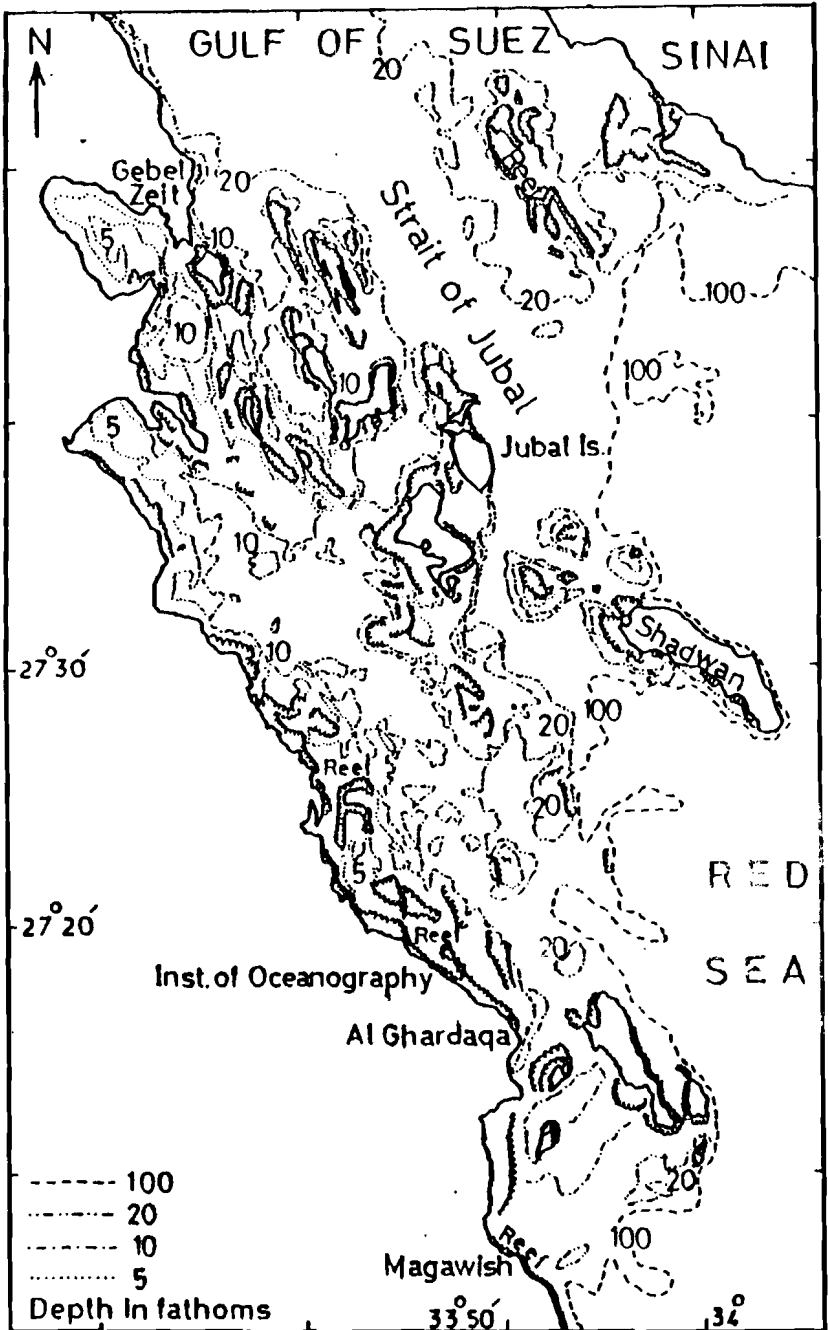 N
GULF OF SUEZ
SINAI
20
Gebel
Zeit
20
Reef
5
10
Strait of Jubal
100
20
10
100
10
5
Jubal Is.
10
Shadwan
27°30′
10
100
20
Reef
20
5
RED
27°20′
Reef
20
SEA
Inst. of Oceanography
Al Ghardaqa
100
20
20
10
Reef
100
5
Magawish
Depth in fathoms
33°50′
34°